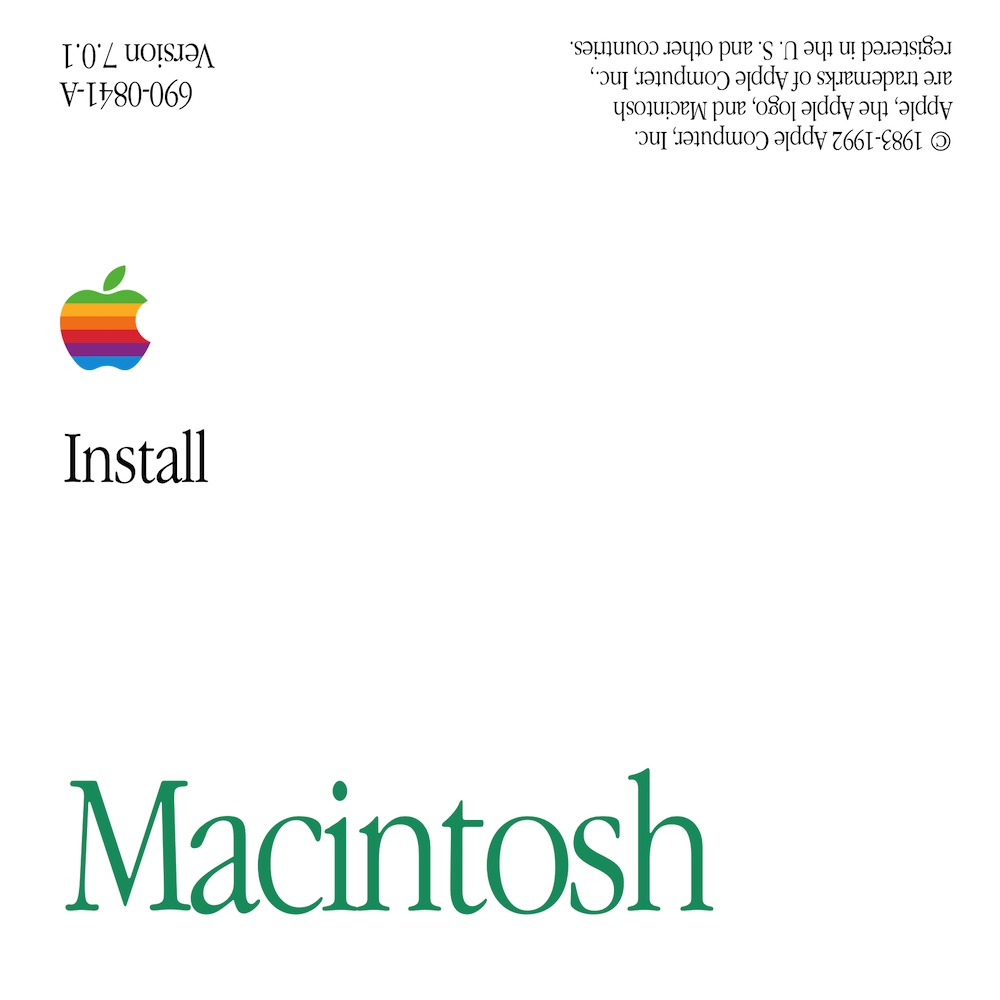 Version 7.0.1
690-0841-A
© 1983-1992 Apple Computer, Inc.
Apple, the Apple logo, and Macintosh
are trademarks of Apple Computer, Inc.,
registered in the U. S. and other countries.
Install
Macintosh